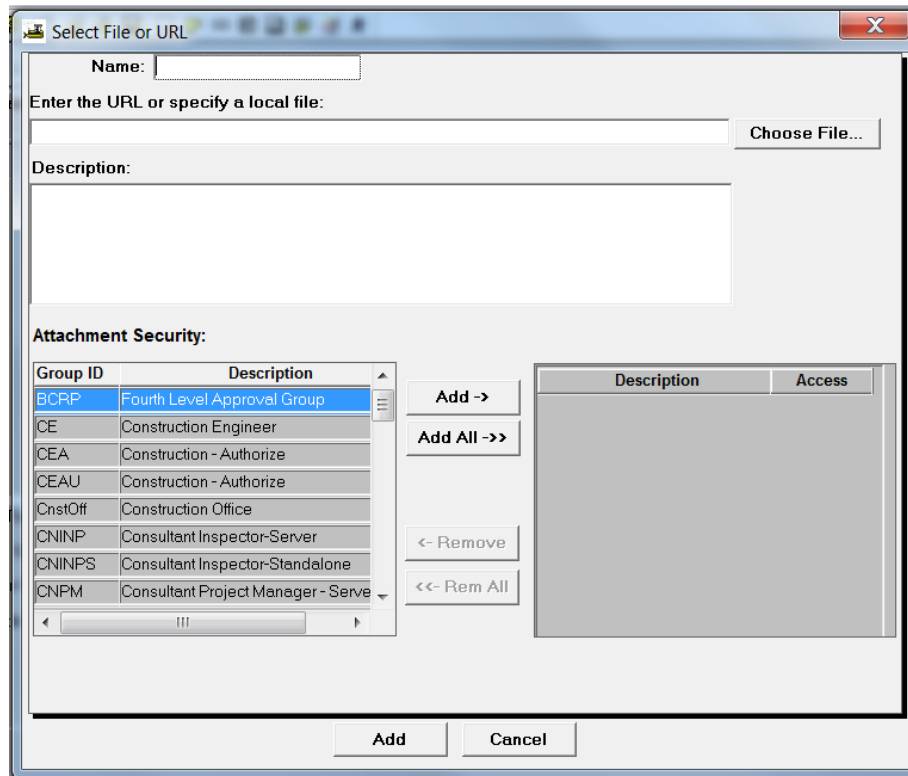 Select File or URL
X
Name:
Enter the URL or specify a local file:
Choose File...
Description:
Attachment Security:
Group ID Description
BCRP Fourth Level Approval Group
CE Construction Engineer
CEA Construction - Authorize
CEAU Construction - Authorize
CnstOff Construction Office
CNINP Consultant Inspector-Server
CNINPS Consultant Inspector-Standalone
CNPM Consultant Project Manager - Serve
Add ->
Add All ->>
<- Remove
<<- Rem All
Description Access
Add Cancel